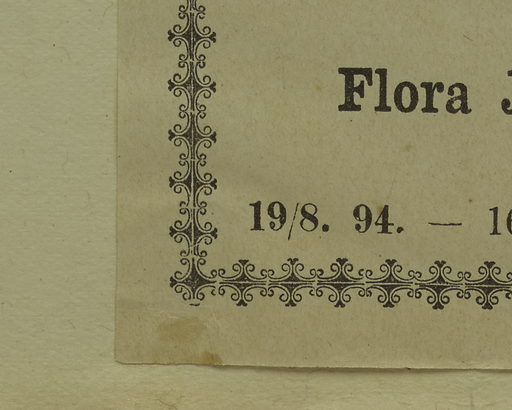 Flora
19/8. 94. —